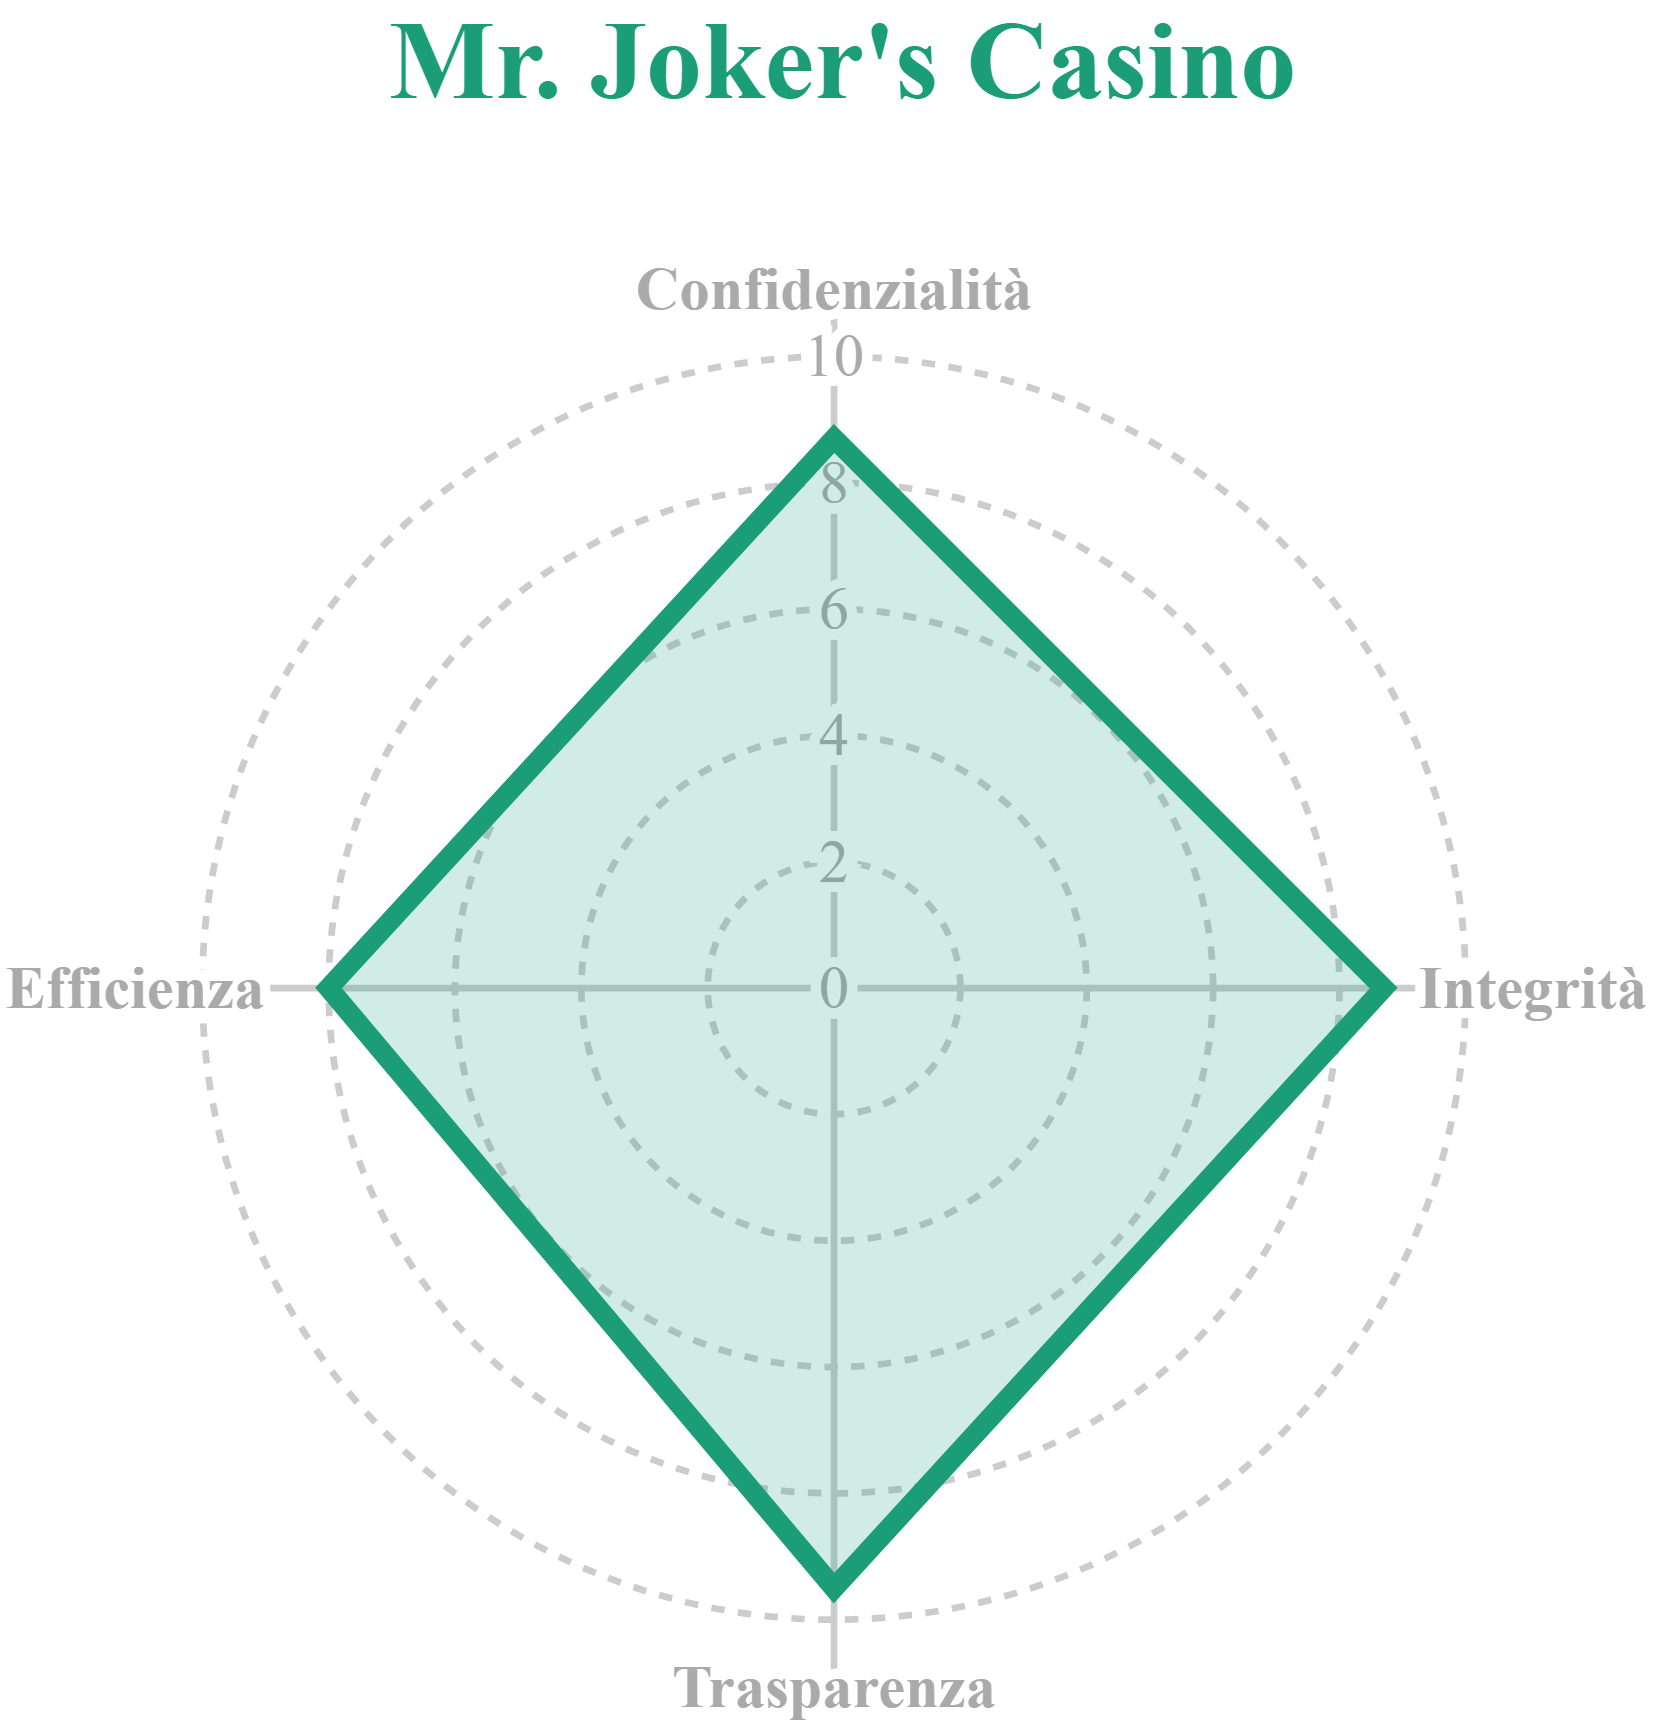 Mr. Joker's Casino
Confidenzialità
10
8
6
4
2
0
Efficienza
Integrità
Trasparenza